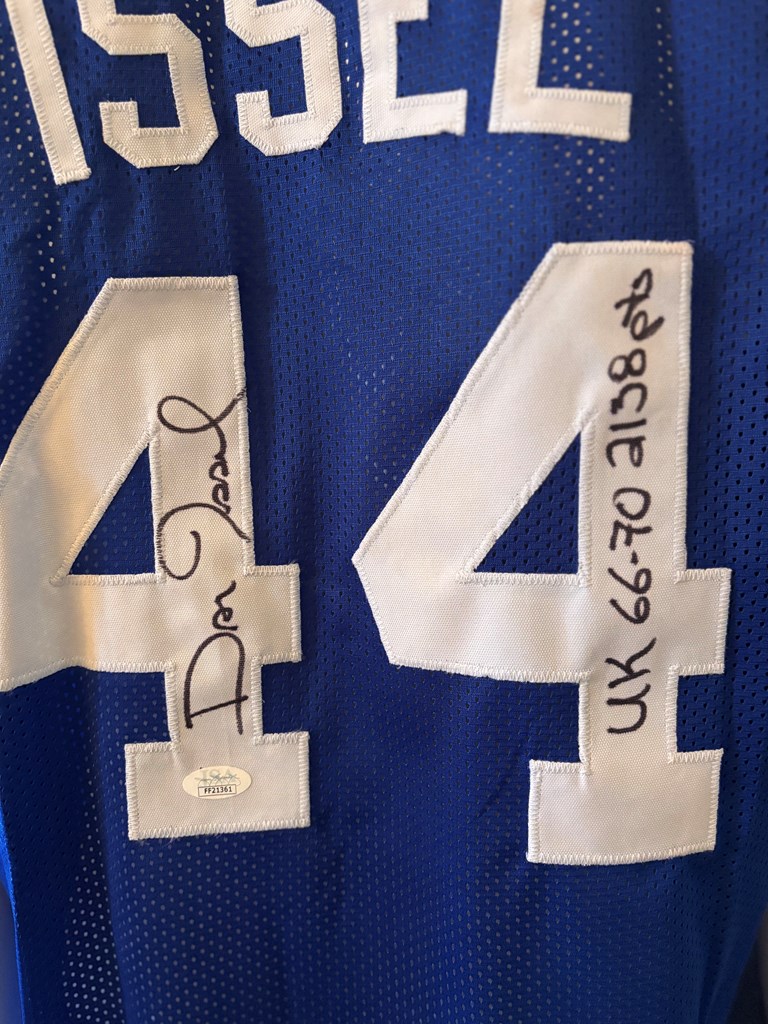 ISSEL
44
Dan Issel
UK 66-70 2138 pts
JSA
FF21361